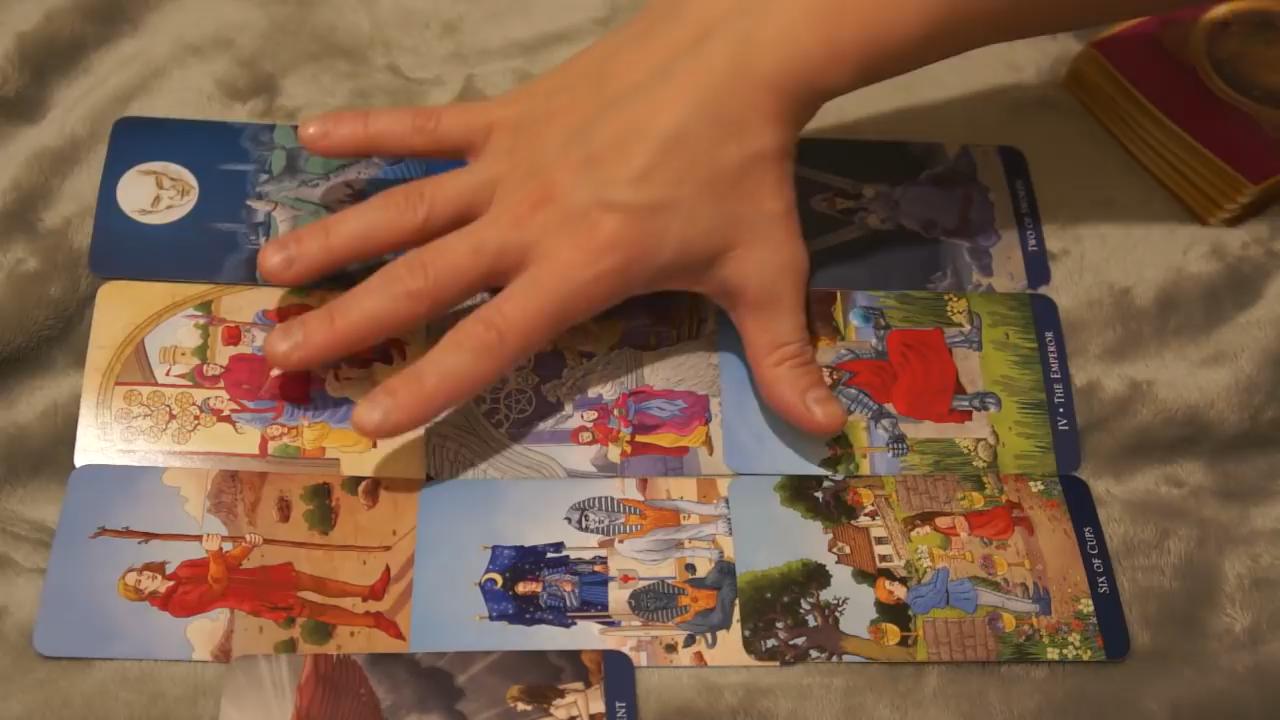 TWO OF SWORDS
IV • THE EMPEROR
SIX OF CUPS